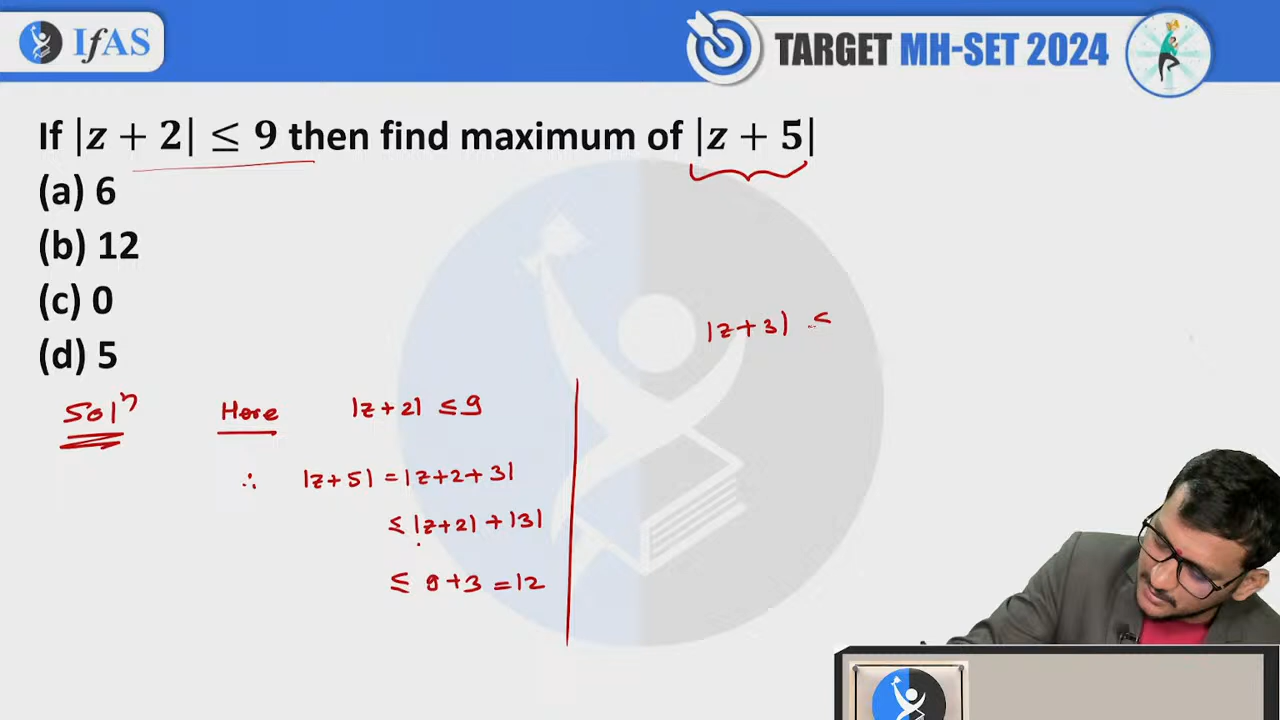 IfAS
TARGET MH-SET 2024
If |z + 2| ≤ 9 then find maximum of |z + 5|
(a) 6
(b) 12
(c) 0
(d) 5
|z+3| ≤
Solⁿ Here |z+2| ≤9
∴ |z+5| = |z+2+3|
≤ |z+2| + |3|
≤ 9+3 =12